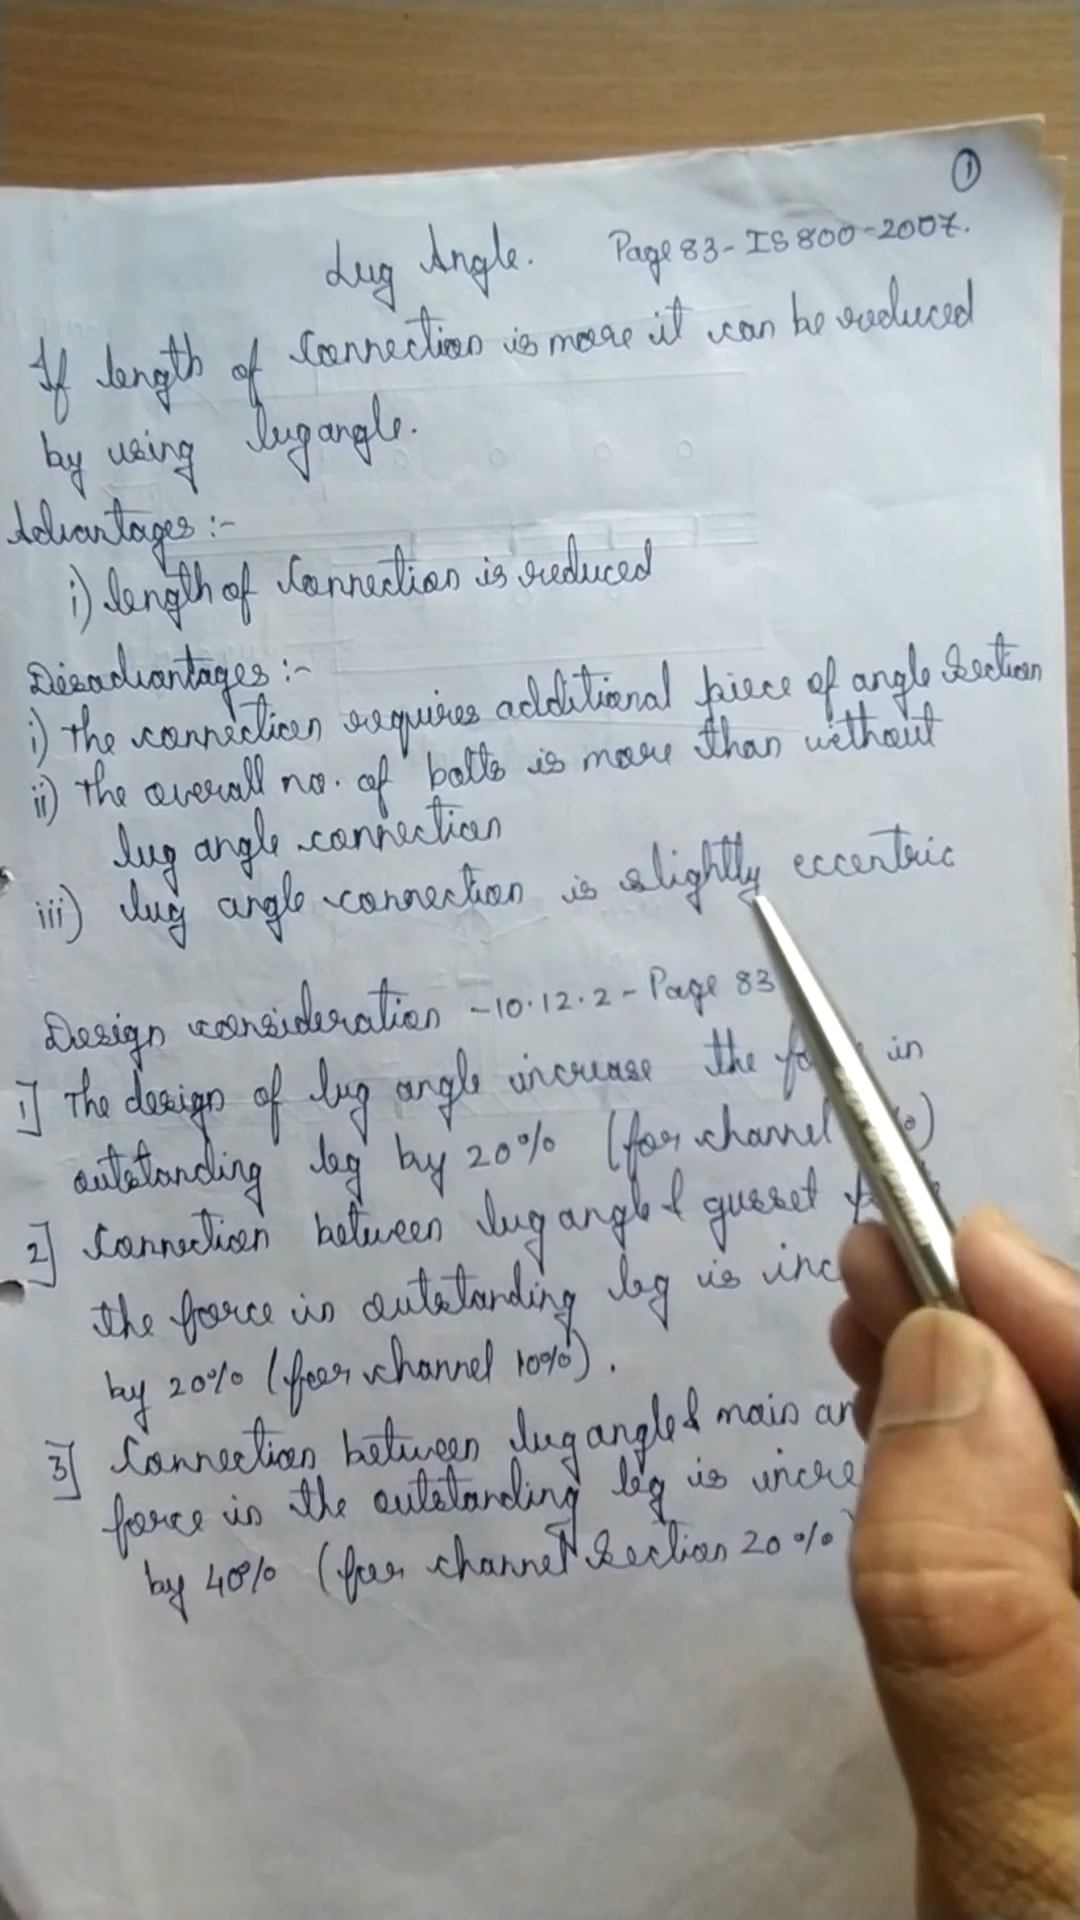 ①
Lug Angle. Page 83 - IS 800-2007.
If length of Connection is more it can be reduced
by using lug angle.
Advantages :-
i) length of Connection is reduced
Disadvantages :-
i) The connection requires additional piece of angle Section
ii) The overall no. of bolts is more than without
lug angle connection
iii) lug angle connection is slightly eccentric
Design consideration - 10.12.2 - Page 83
1] The design of lug angle increase the in
outstanding leg by 20% (for channel
2] Connection between lug angle & gusset
the force in outstanding leg is inc
by 20% (for channel 10%).
3] Connection between lug angle & main an
force in the outstanding leg is incre
by 40% (for channel Section 20%